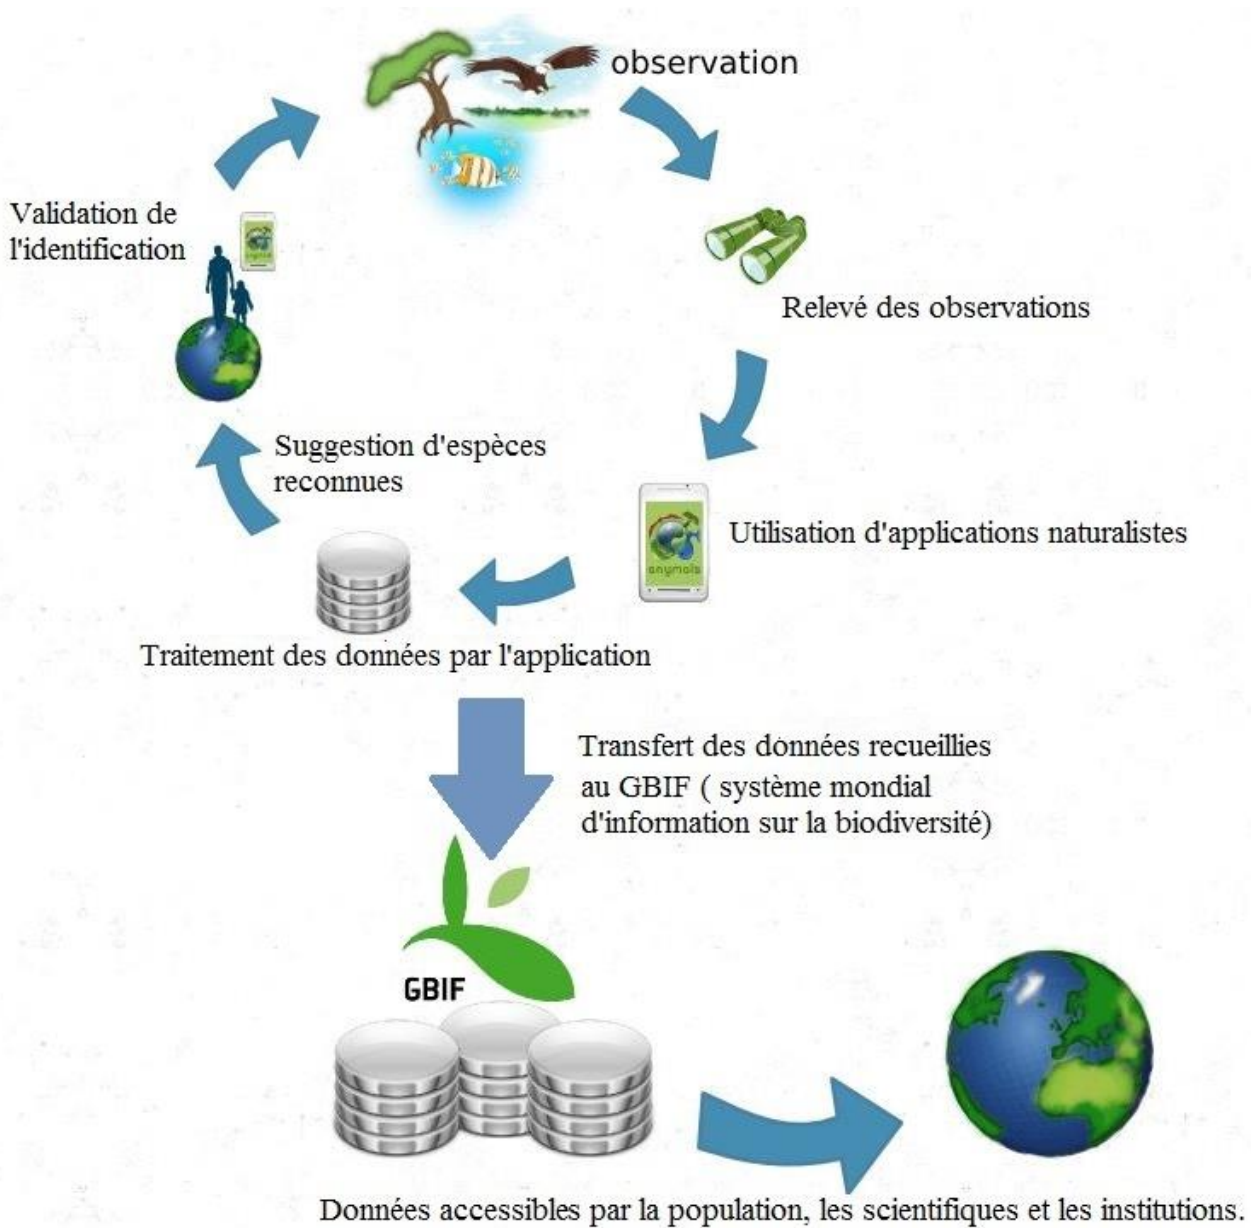 observation
Validation de
l'identification
Relevé des observations
Suggestion d'espèces
reconnues
anymals
Utilisation d'applications naturalistes
Traitement des données par l'application
Transfert des données recueillies
au GBIF ( système mondial
d'information sur la biodiversité)
GBIF
Données accessibles par la population, les scientifiques et les institutions.